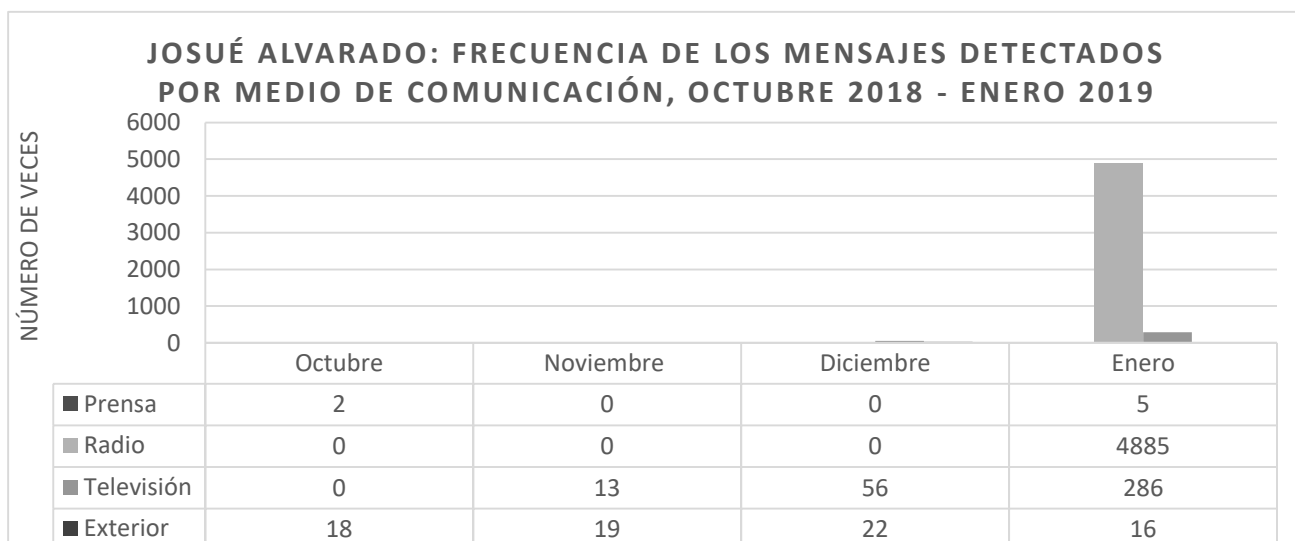 JOSUÉ ALVARADO: FRECUENCIA DE LOS MENSAJES DETECTADOS
POR MEDIO DE COMUNICACIÓN, OCTUBRE 2018 - ENERO 2019
NÚMERO DE VECES
6000
5000
4000
3000
2000
1000
0
Octubre Noviembre Diciembre Enero
Prensa 2 0 0 5
Radio 0 0 0 4885
Televisión 0 13 56 286
Exterior 18 19 22 16